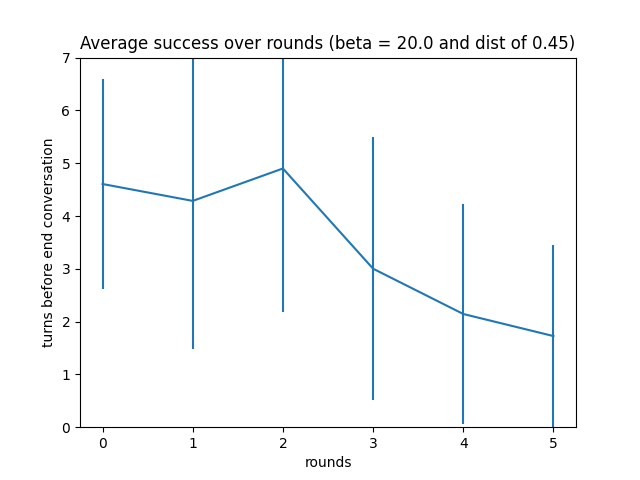 Average success over rounds (beta = 20.0 and dist of 0.45)
7
6
5
4
3
2
1
0
turns before end conversation
0 1 2 3 4 5
rounds